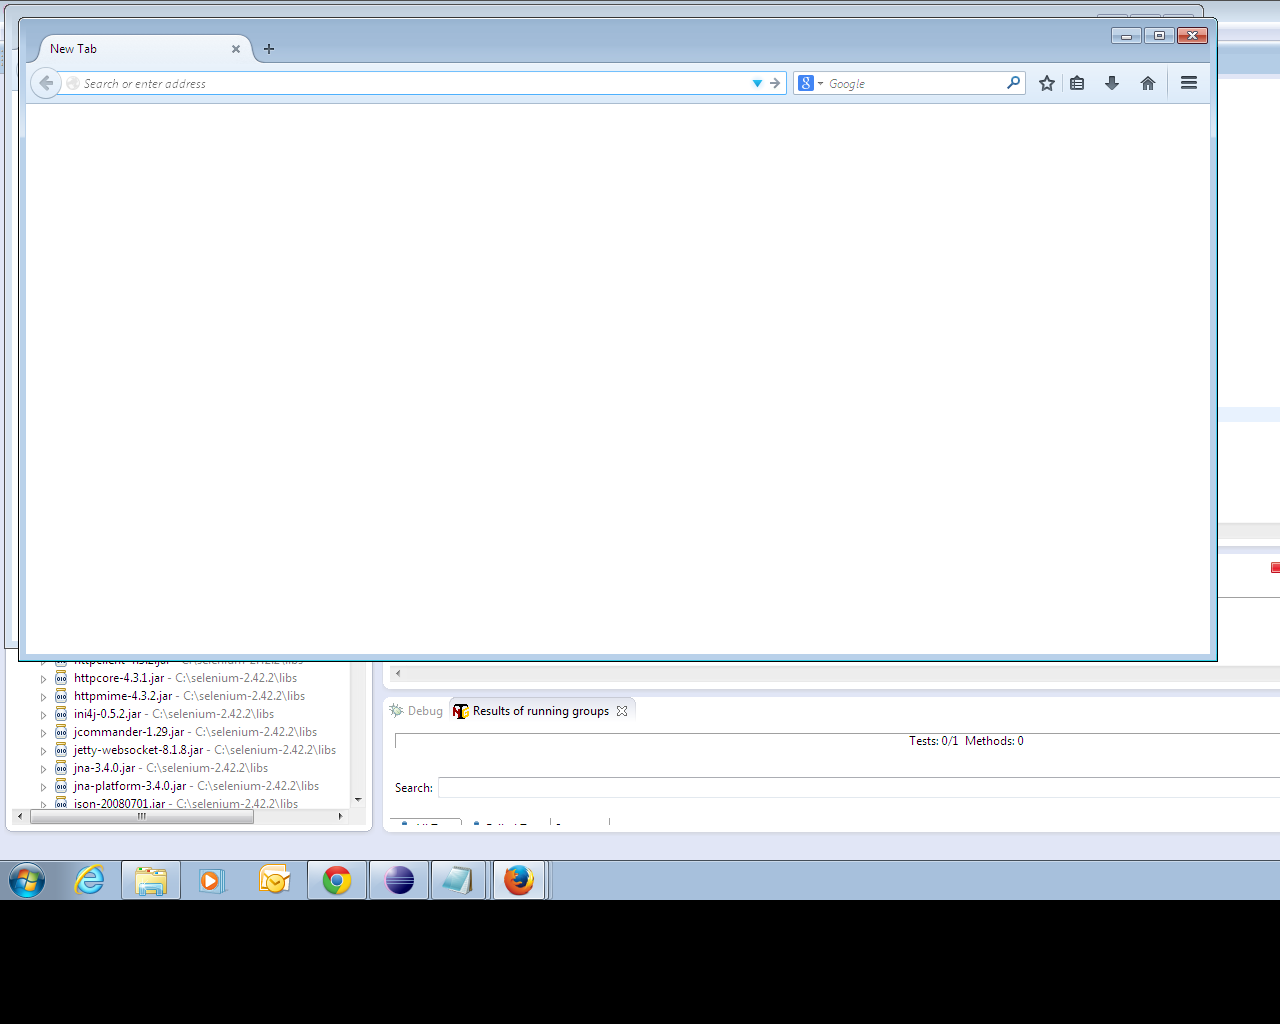 New Tab
Search or enter address
Google
httpcore-4.3.1.jar - C:\selenium-2.42.2\libs
httpmime-4.3.2.jar - C:\selenium-2.42.2\libs
ini4j-0.5.2.jar - C:\selenium-2.42.2\libs
jcommander-1.29.jar - C:\selenium-2.42.2\libs
jetty-websocket-8.1.8.jar - C:\selenium-2.42.2\libs
jna-3.4.0.jar - C:\selenium-2.42.2\libs
jna-platform-3.4.0.jar - C:\selenium-2.42.2\libs
json-20080701.jar - C:\selenium-2.42.2\libs
Debug
Results of running groups
Tests: 0/1 Methods: 0
Search: